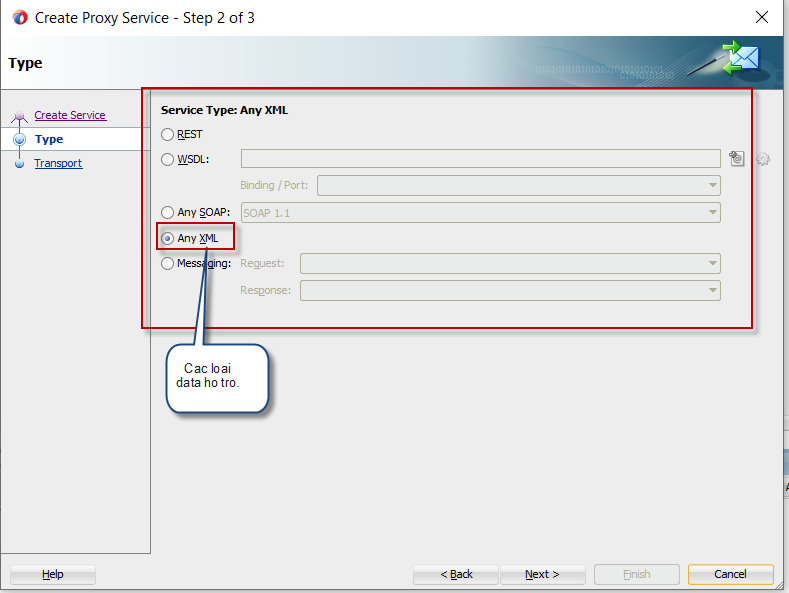 Create Proxy Service - Step 2 of 3
Type
Create Service
Type
Transport
Service Type: Any XML
REST
WSDL:
Binding / Port:
Any SOAP: SOAP 1.1
Any XML
Messaging: Request:
Response:
Cac loai
data ho tro.
Help < Back Next > Finish Cancel